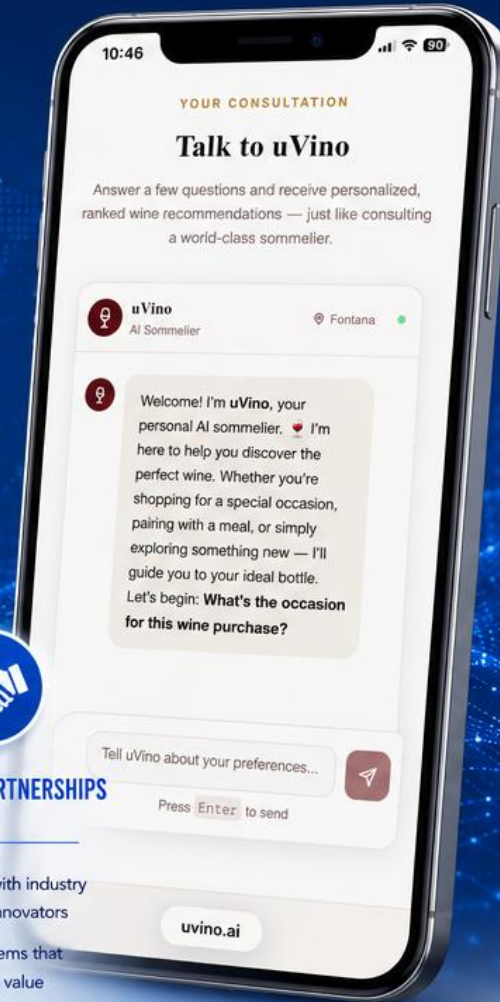 10:46
90
YOUR CONSULTATION
Talk to uVino
Answer a few questions and receive personalized,
ranked wine recommendations — just like consulting
a world-class sommelier.
uVino
AI Sommelier
Fontana
Welcome! I'm uVino, your
personal AI sommelier. 🍷 I'm
here to help you discover the
perfect wine. Whether you're
shopping for a special occasion,
pairing with a meal, or simply
exploring something new — I'll
guide you to your ideal bottle.
Let's begin: What's the occasion
for this wine purchase?
Tell uVino about your preferences...
Press Enter to send
uvino.ai
RTNERSHIPS
with industry
nnovators
ems that
value